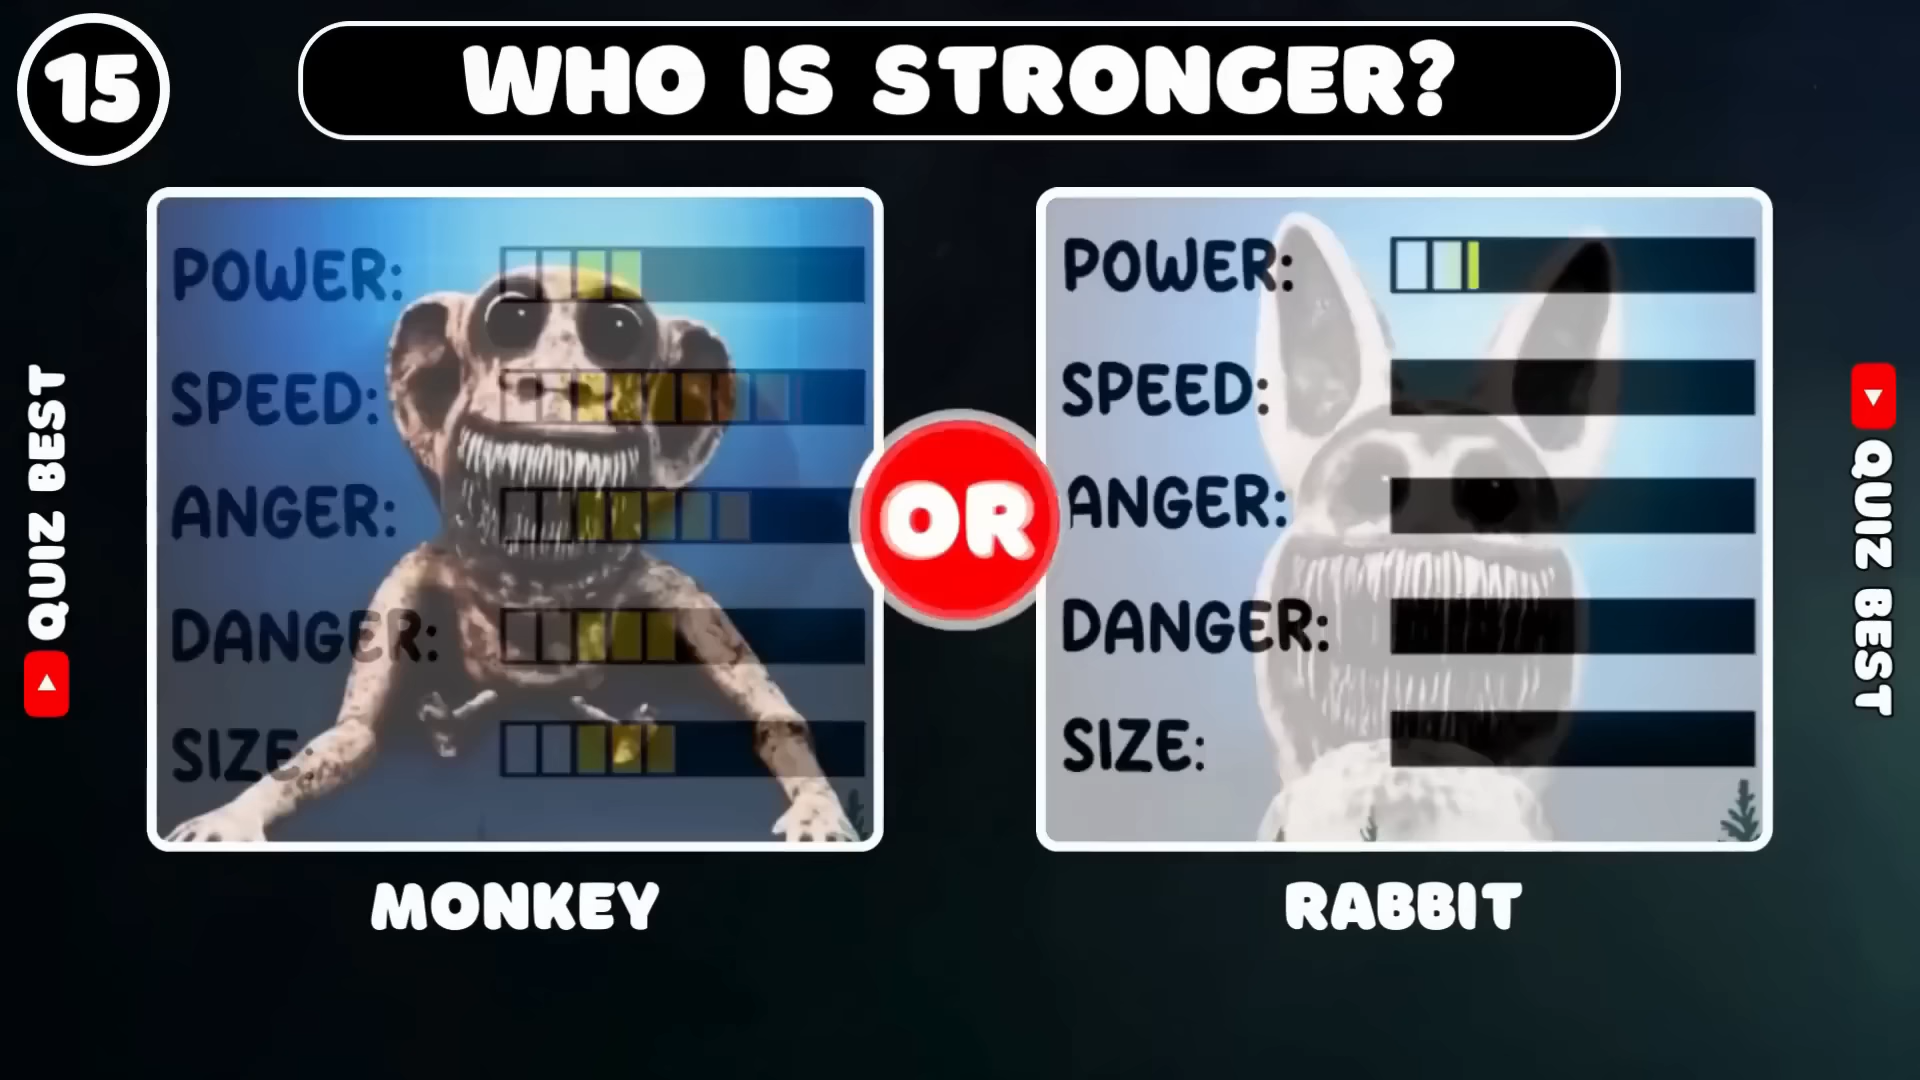 15
WHO IS STRONGER?
POWER:
SPEED:
ANGER:
DANGER:
SIZE:
OR
POWER:
SPEED:
ANGER:
DANGER:
SIZE:
MONKEY
RABBIT
QUIZ BEST
QUIZ BEST